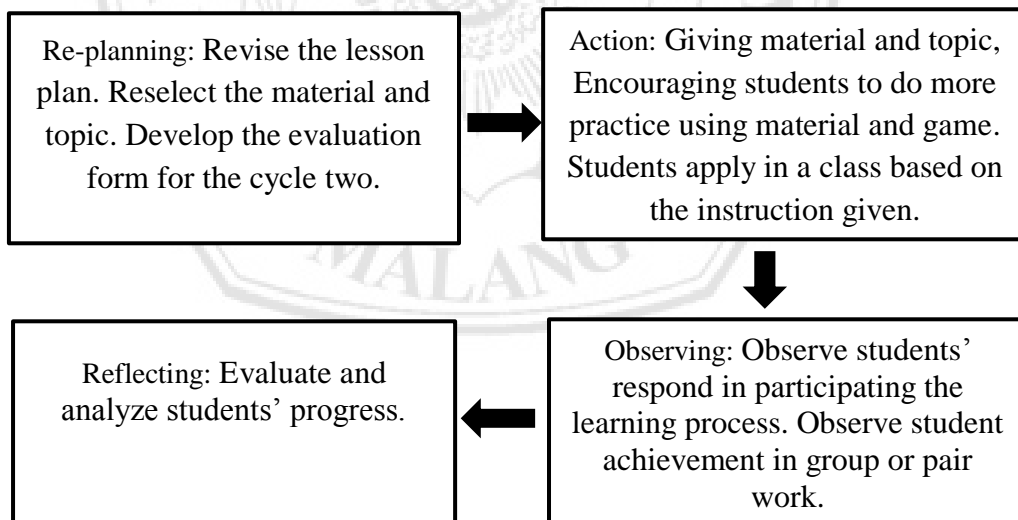 Re-planning: Revise the lesson
plan. Reselect the material and
topic. Develop the evaluation
form for the cycle two.
Action: Giving material and topic,
Encouraging students to do more
practice using material and game.
Students apply in a class based on
the instruction given.
MALANG
Observing: Observe students’
respond in participating the
learning process. Observe student
achievement in group or pair
work.
Reflecting: Evaluate and
analyze students’ progress.